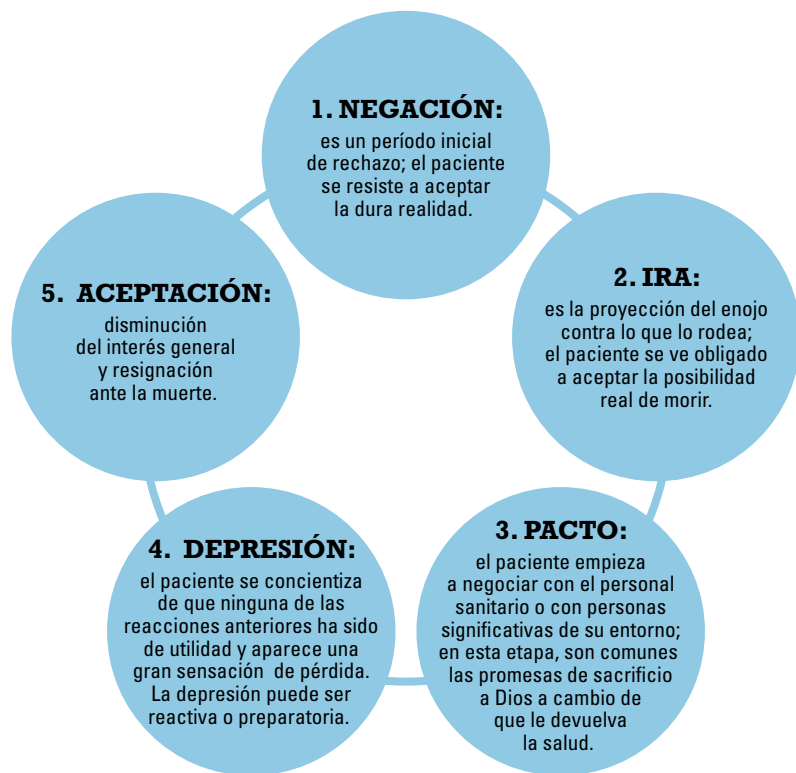 1. NEGACIÓN:
es un período inicial
de rechazo; el paciente
se resiste a aceptar
la dura realidad.
2. IRA:
es la proyección del enojo
contra lo que lo rodea;
el paciente se ve obligado
a aceptar la posibilidad
real de morir.
3. PACTO:
el paciente empieza
a negociar con el personal
sanitario o con personas
significativas de su entorno;
en esta etapa, son comunes
las promesas de sacrificio
a Dios a cambio de
que le devuelva
la salud.
4. DEPRESIÓN:
el paciente se concientiza
de que ninguna de las
reacciones anteriores ha sido
de utilidad y aparece una
gran sensación de pérdida.
La depresión puede ser
reactiva o preparatoria.
5. ACEPTACIÓN:
disminución
del interés general
y resignación
ante la muerte.